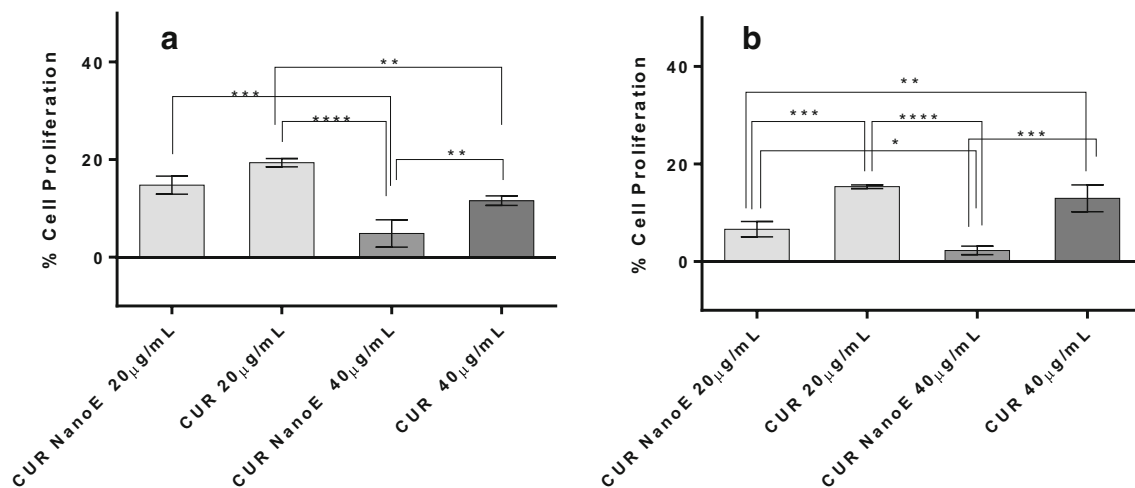 a
% Cell Proliferation
40
20
0
**
***
****
**
CUR NanoE 20μg/mL
CUR 20μg/mL
CUR NanoE 40μg/mL
CUR 40μg/mL
b
% Cell Proliferation
40
20
0
**
***
****
***
*
CUR NanoE 20μg/mL
CUR 20μg/mL
CUR NanoE 40μg/mL
CUR 40μg/mL